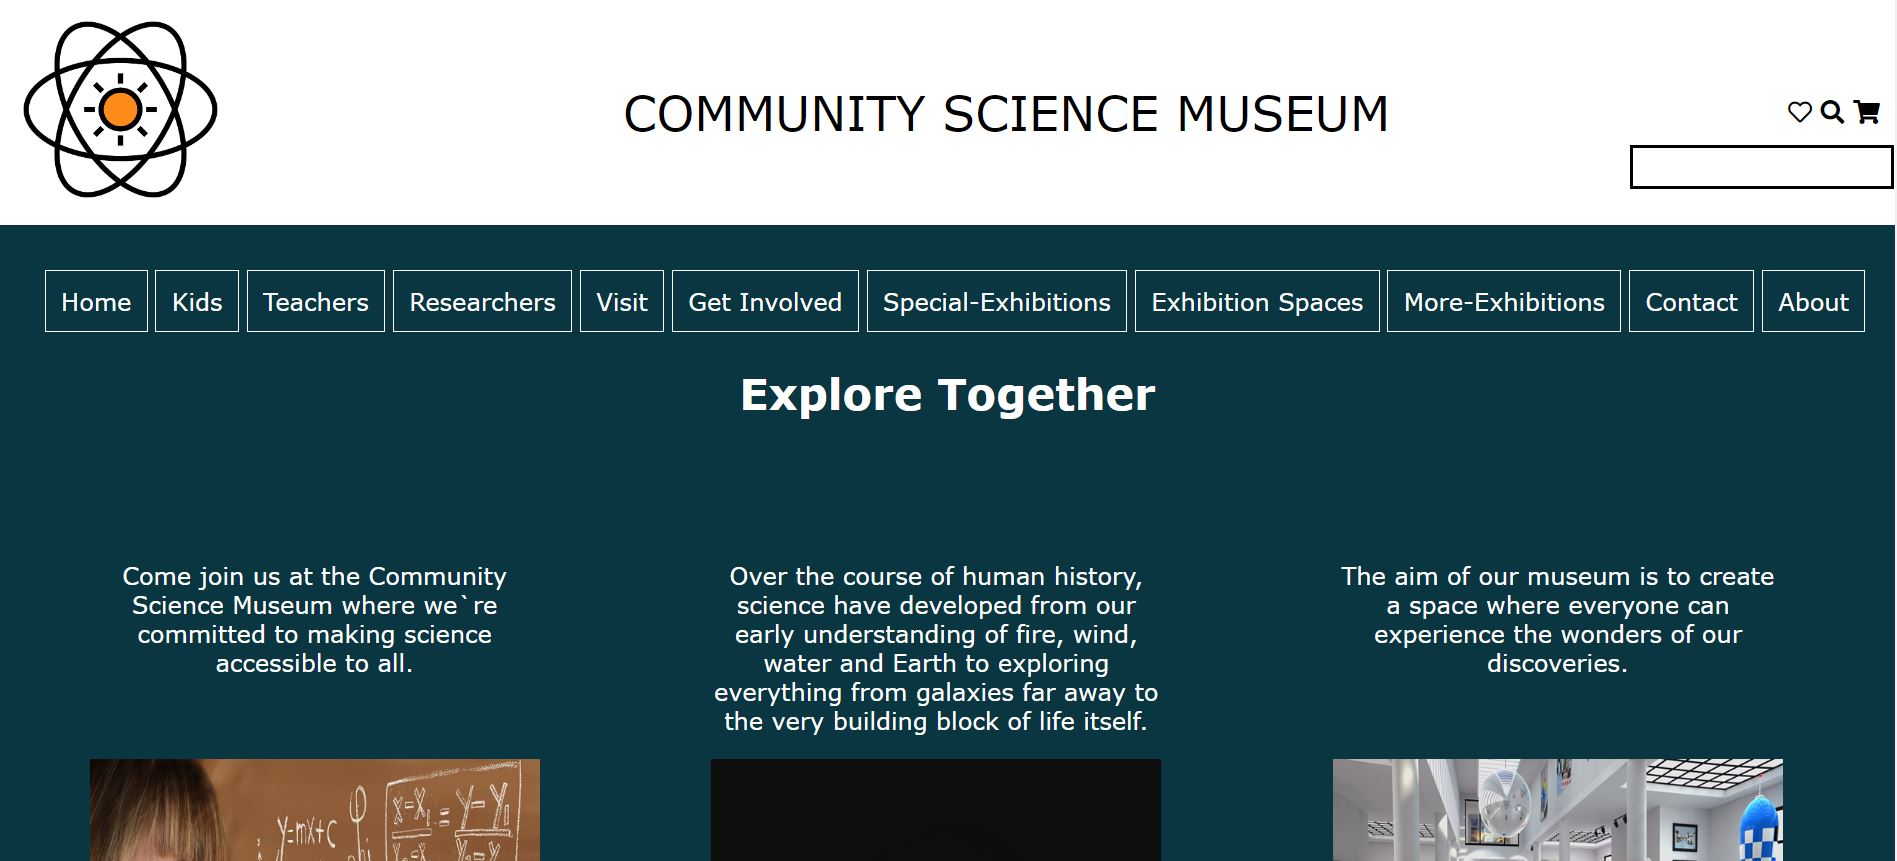 COMMUNITY SCIENCE MUSEUM
Home Kids Teachers Researchers Visit Get Involved Special-Exhibitions Exhibition Spaces More-Exhibitions Contact About
Explore Together
Come join us at the Community
Science Museum where we`re
committed to making science
accessible to all.
Over the course of human history,
science have developed from our
early understanding of fire, wind,
water and Earth to exploring
everything from galaxies far away to
the very building block of life itself.
The aim of our museum is to create
a space where everyone can
experience the wonders of our
discoveries.
y=mx+c